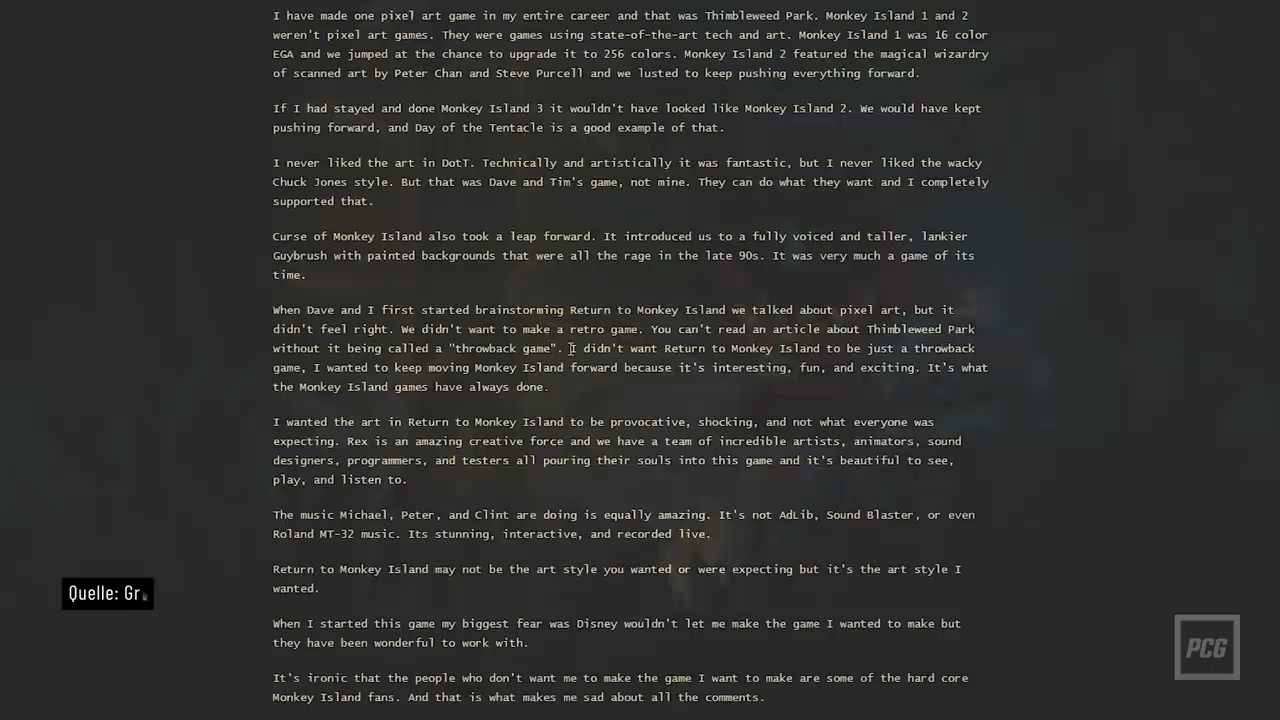 I have made one pixel art game in my entire career and that was Thimbleweed Park. Monkey Island 1 and 2
weren't pixel art games. They were games using state-of-the-art tech and art. Monkey Island 1 was 16 color
EGA and we jumped at the chance to upgrade it to 256 colors. Monkey Island 2 featured the magical wizardry
of scanned art by Peter Chan and Steve Purcell and we lusted to keep pushing everything forward.
If I had stayed and done Monkey Island 3 it wouldn't have looked like Monkey Island 2. We would have kept
pushing forward, and Day of the Tentacle is a good example of that.
I never liked the art in DotT. Technically and artistically it was fantastic, but I never liked the wacky
Chuck Jones style. But that was Dave and Tim's game, not mine. They can do what they want and I completely
supported that.
Curse of Monkey Island also took a leap forward. It introduced us to a fully voiced and taller, lankier
Guybrush with painted backgrounds that were all the rage in the late 90s. It was very much a game of its
time.
When Dave and I first started brainstorming Return to Monkey Island we talked about pixel art, but it
didn't feel right. We didn't want to make a retro game. You can't read an article about Thimbleweed Park
without it being called a "throwback game". I didn't want Return to Monkey Island to be just a throwback
game, I wanted to keep moving Monkey Island forward because it's interesting, fun, and exciting. It's what
the Monkey Island games have always done.
I wanted the art in Return to Monkey Island to be provocative, shocking, and not what everyone was
expecting. Rex is an amazing creative force and we have a team of incredible artists, animators, sound
designers, programmers, and testers all pouring their souls into this game and it's beautiful to see,
play, and listen to.
The music Michael, Peter, and Clint are doing is equally amazing. It's not AdLib, Sound Blaster, or even
Roland MT-32 music. Its stunning, interactive, and recorded live.
Return to Monkey Island may not be the art style you wanted or were expecting but it's the art style I
wanted.
When I started this game my biggest fear was Disney wouldn't let me make the game I wanted to make but
they have been wonderful to work with.
It's ironic that the people who don't want me to make the game I want to make are some of the hard core
Monkey Island fans. And that is what makes me sad about all the comments.
Quelle: Gr
PCG